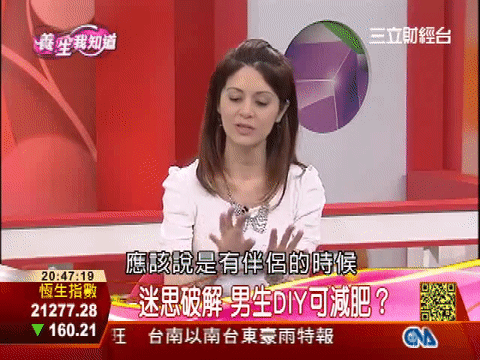 養生我知道
三立財經台
應該說是有伴侶的時候
迷思破解 男生DIY可減肥？
20:47:19
恆生指數
21277.28
▼160.21
旺 台南以南台東豪雨特報
CNA